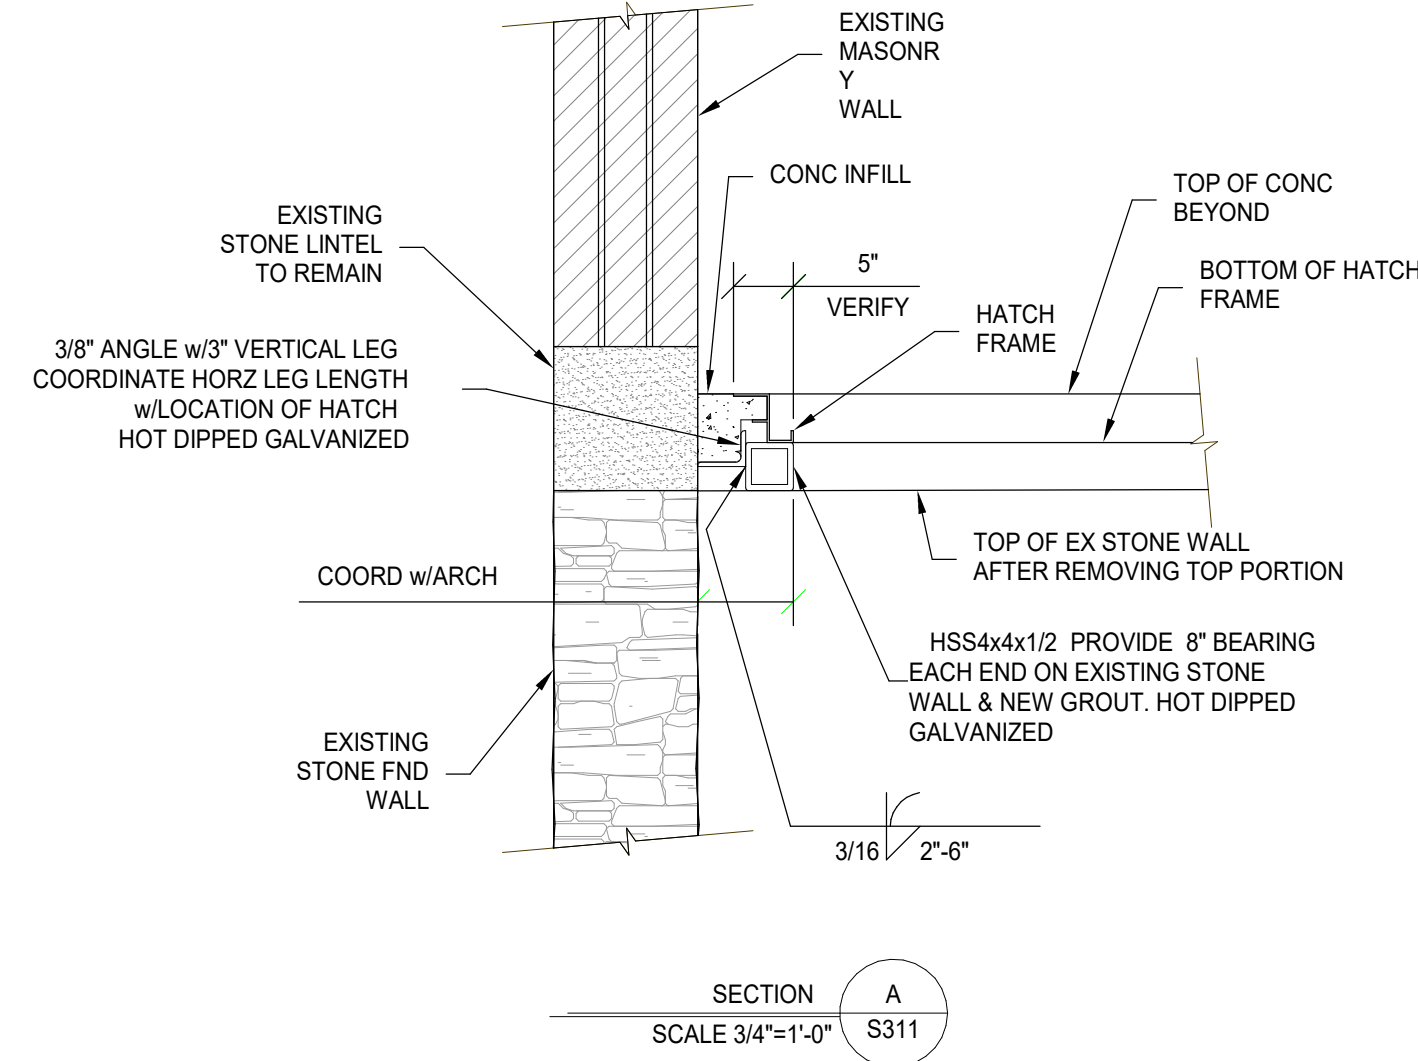 EXISTING
MASONR
Y
WALL
CONC INFILL
TOP OF CONC
BEYOND
EXISTING
STONE LINTEL
TO REMAIN
5"
VERIFY
BOTTOM OF HATCH
FRAME
HATCH
FRAME
3/8" ANGLE w/3" VERTICAL LEG
COORDINATE HORZ LEG LENGTH
w/LOCATION OF HATCH
HOT DIPPED GALVANIZED
TOP OF EX STONE WALL
AFTER REMOVING TOP PORTION
COORD w/ARCH
HSS4x4x1/2 PROVIDE 8" BEARING
EACH END ON EXISTING STONE
WALL & NEW GROUT. HOT DIPPED
GALVANIZED
EXISTING
STONE FND
WALL
3/16 2"-6"
SECTION
SCALE 3/4"=1'-0"
A
S311